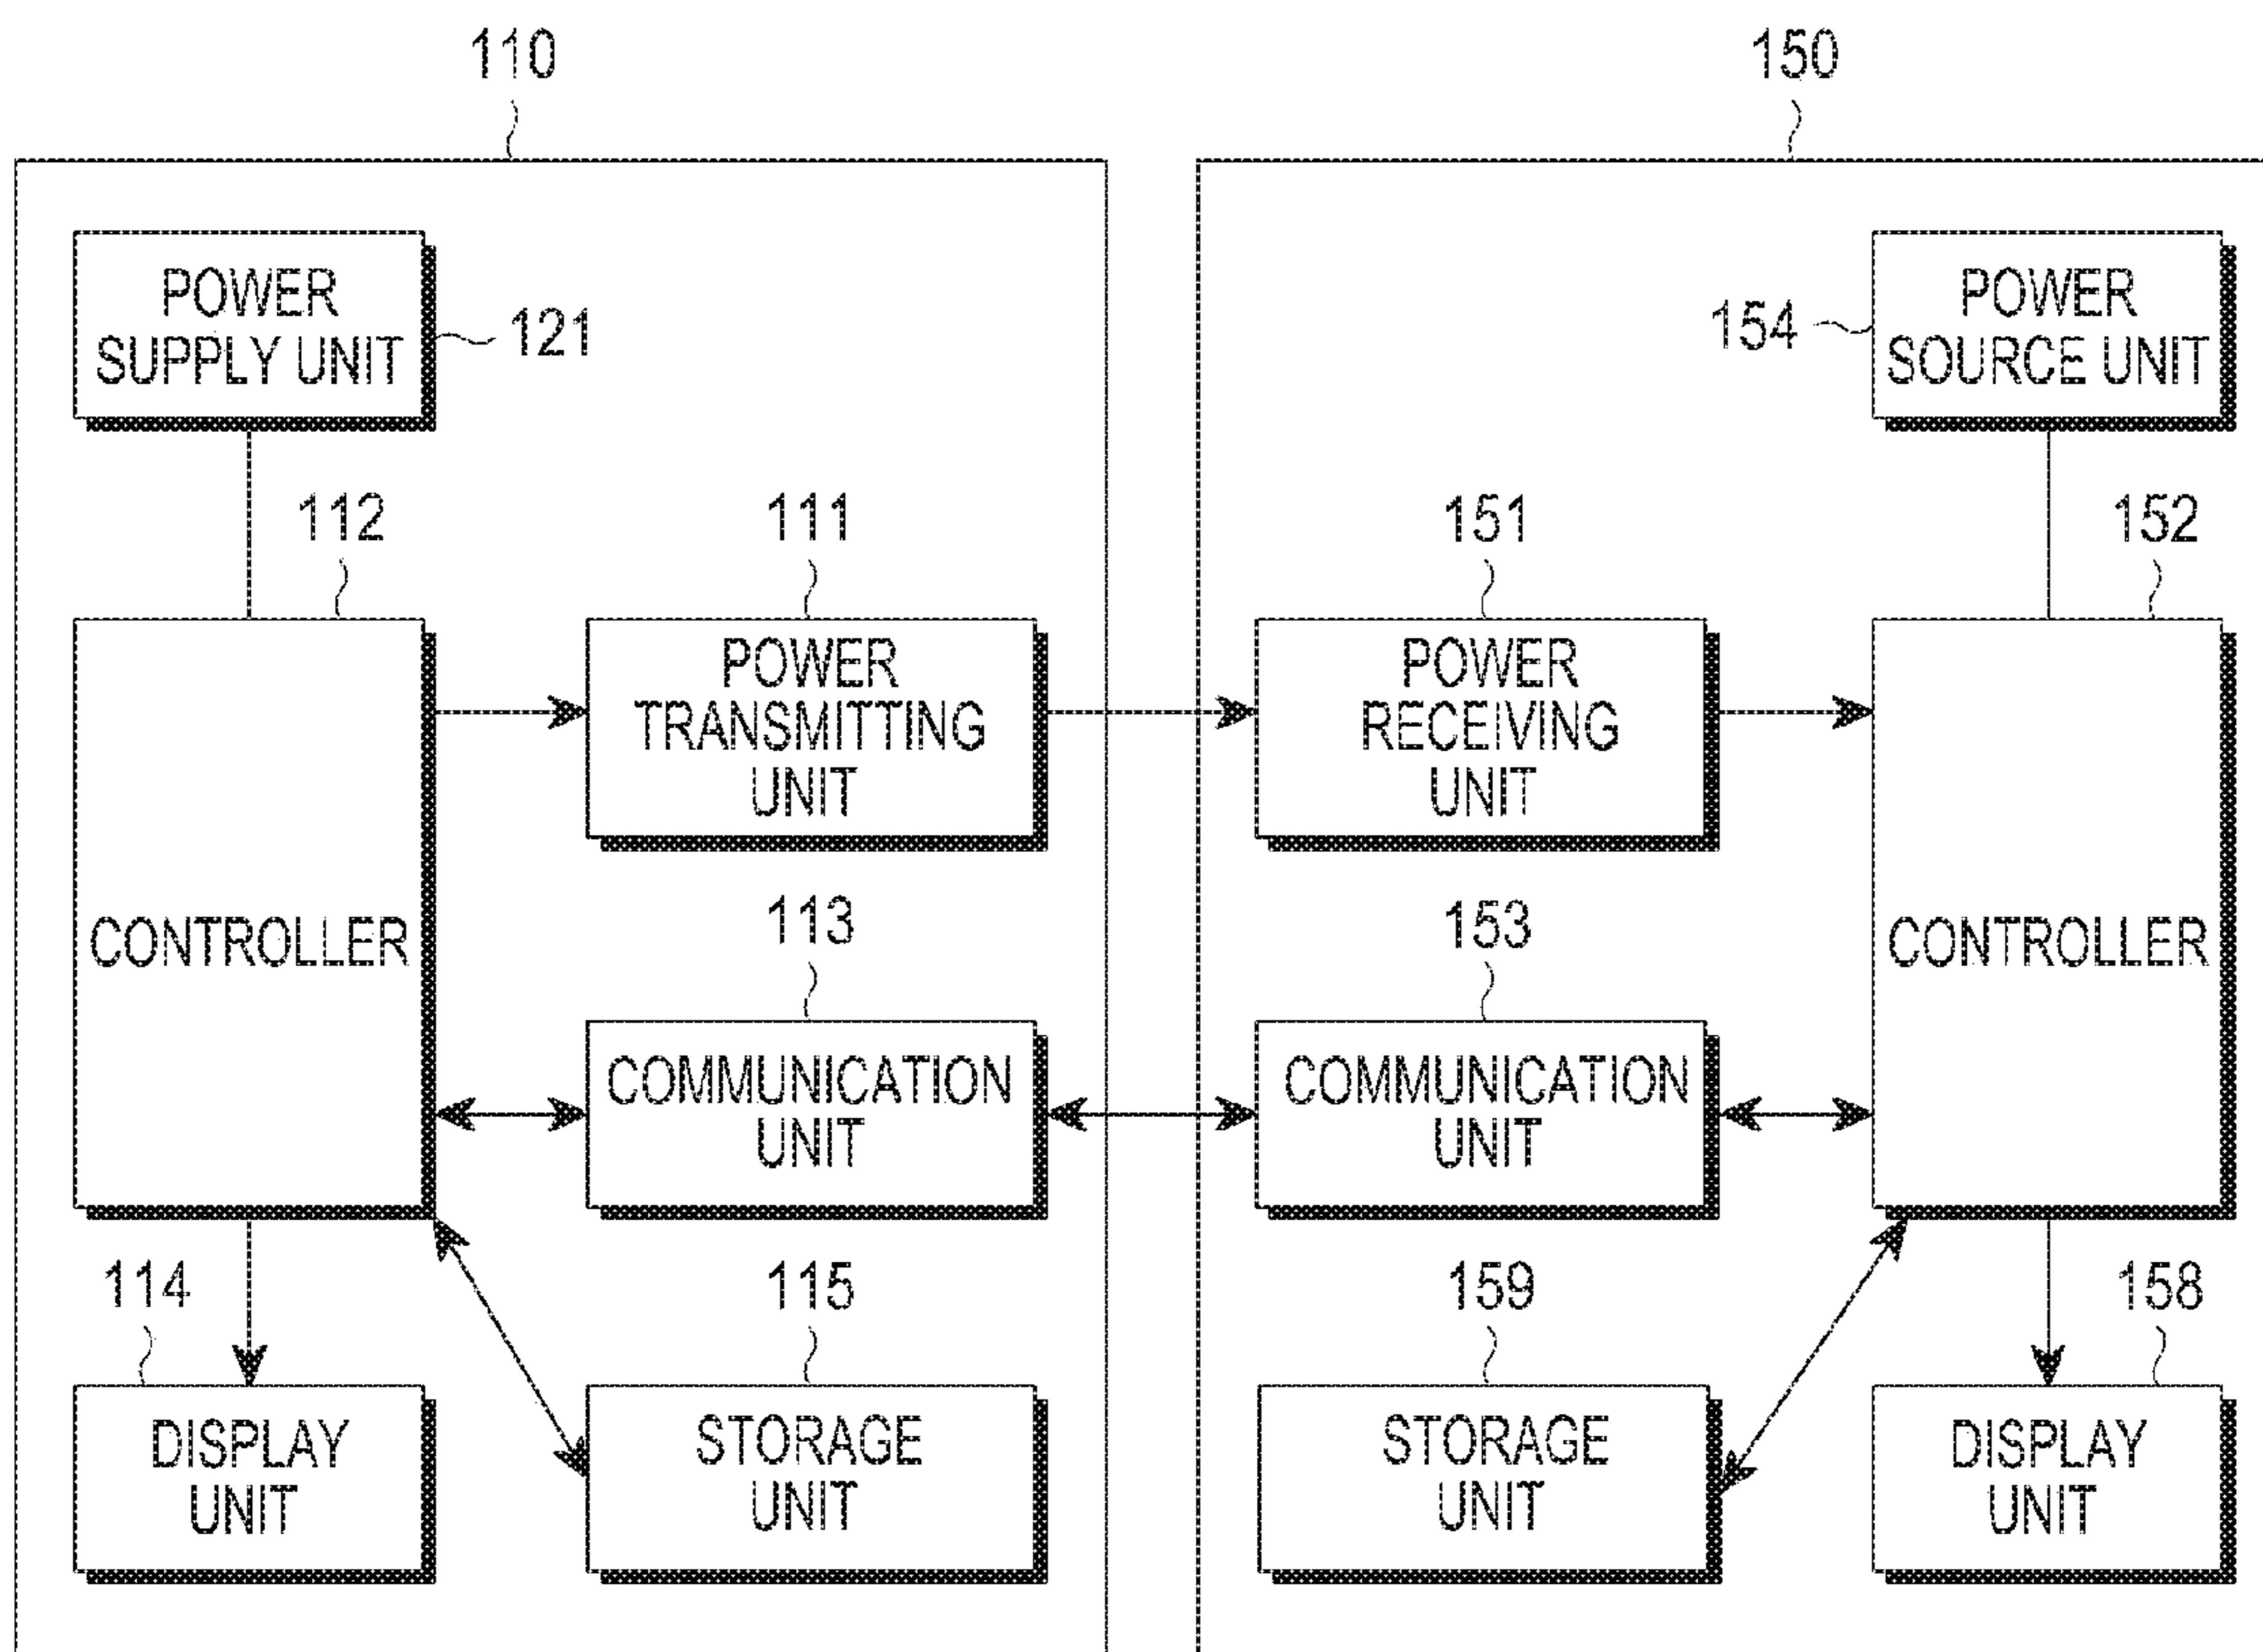 110
150
POWER
SUPPLY UNIT
121
154
POWER
SOURCE UNIT
112
111
151
152
POWER
TRANSMITTING
UNIT
POWER
RECEIVING
UNIT
CONTROLLER
113
153
CONTROLLER
COMMUNICATION
UNIT
COMMUNICATION
UNIT
114
115
159
158
DISPLAY
UNIT
STORAGE
UNIT
STORAGE
UNIT
DISPLAY
UNIT